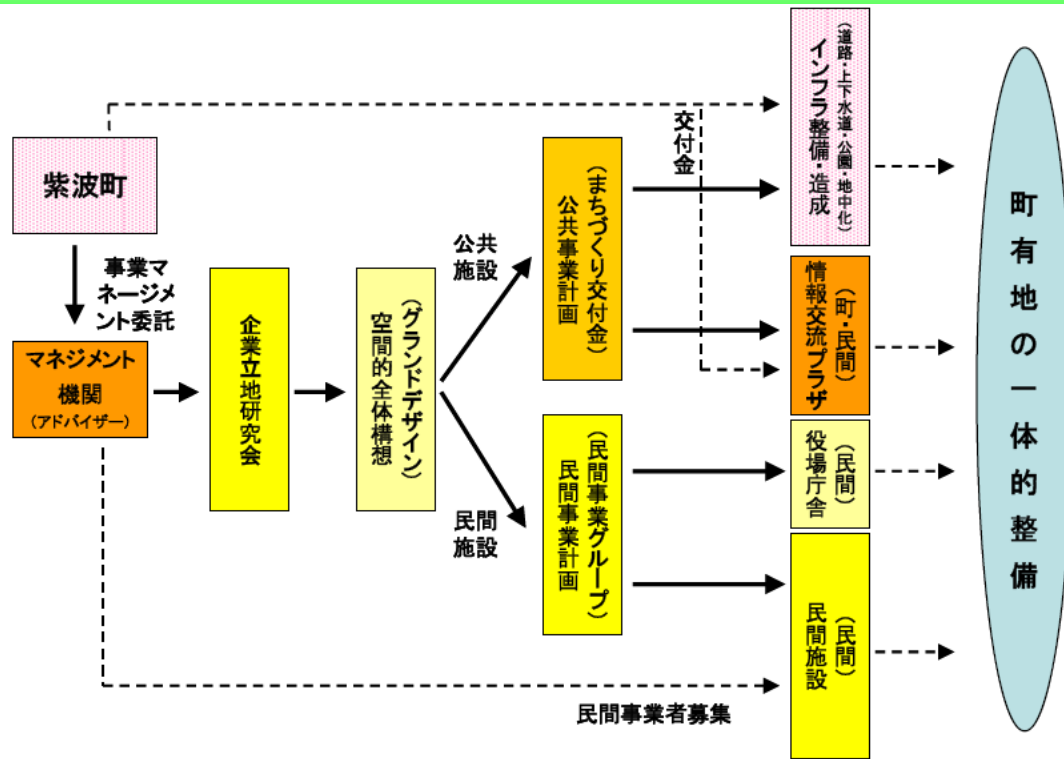 紫波町
事業マ
ネージメ
ント委託
マネジメント
機関
（アドバイザー）
企業立地研究会
（グランドデザイン）
空間的全体構想
公共
施設
民間
施設
（まちづくり交付金）
公共事業計画
（民間事業グループ）
民間事業計画
交付金
（道路・上下水道・公園・地中化）
インフラ整備・造成
（町・民間）
情報交流プラザ
（民間）
役場庁舎
（民間）
民間施設
民間事業者募集
町有地の一体的整備